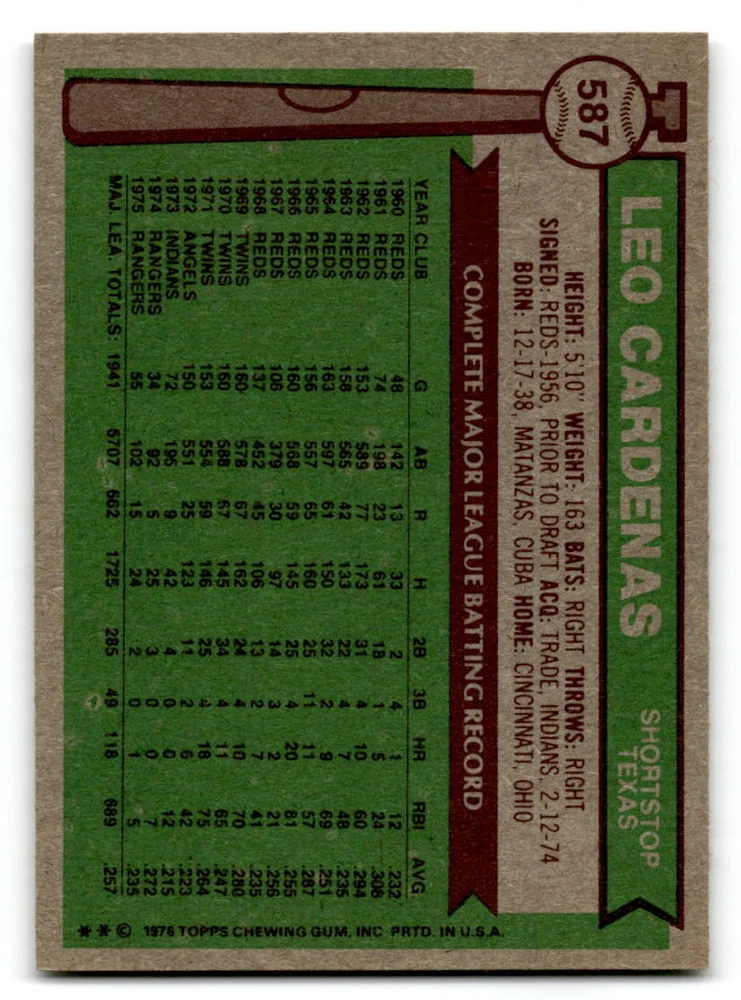 587
LEO CARDENAS
SHORTSTOP
TEXAS
HEIGHT: 5'10" WEIGHT: 163 BATS: RIGHT THROWS: RIGHT
SIGNED: REDS-1956, PRIOR TO DRAFT ACQ: TRADE, INDIANS, 2-12-74
BORN: 12-17-38, MATANZAS, CUBA HOME: CINCINNATI, OHIO
COMPLETE MAJOR LEAGUE BATTING RECORD
YEAR CLUB G AB R H 2B 3B HR RBI AVG.
1960 REDS 48 142 13 33 2 4 1 12 .232
1961 REDS 74 198 23 61 18 1 5 24 .308
1962 REDS 153 589 77 173 31 4 10 60 .294
1963 REDS 158 565 42 133 22 4 7 48 .235
1964 REDS 163 597 61 150 32 2 9 69 .251
1965 REDS 156 557 65 160 25 11 11 57 .287
1966 REDS 160 568 59 145 25 4 20 81 .255
1967 REDS 108 379 30 97 14 3 2 21 .256
1968 REDS 137 452 45 106 13 2 7 41 .235
1969 TWINS 160 578 67 162 24 4 10 70 .280
1970 TWINS 160 588 67 145 34 4 11 65 .247
1971 TWINS 153 554 59 146 25 4 18 75 .264
1972 ANGELS 150 551 25 123 11 2 6 42 .223
1973 INDIANS 72 195 9 42 4 0 0 12 .215
1974 RANGERS 34 92 5 25 3 0 0 7 .272
1975 RANGERS 55 102 15 24 2 0 1 5 .235
MAJ. LEA. TOTALS: 1941 6707 662 1725 285 49 118 689 .257
** © 1976 TOPPS CHEWING GUM, INC PRTD. IN U.S.A.